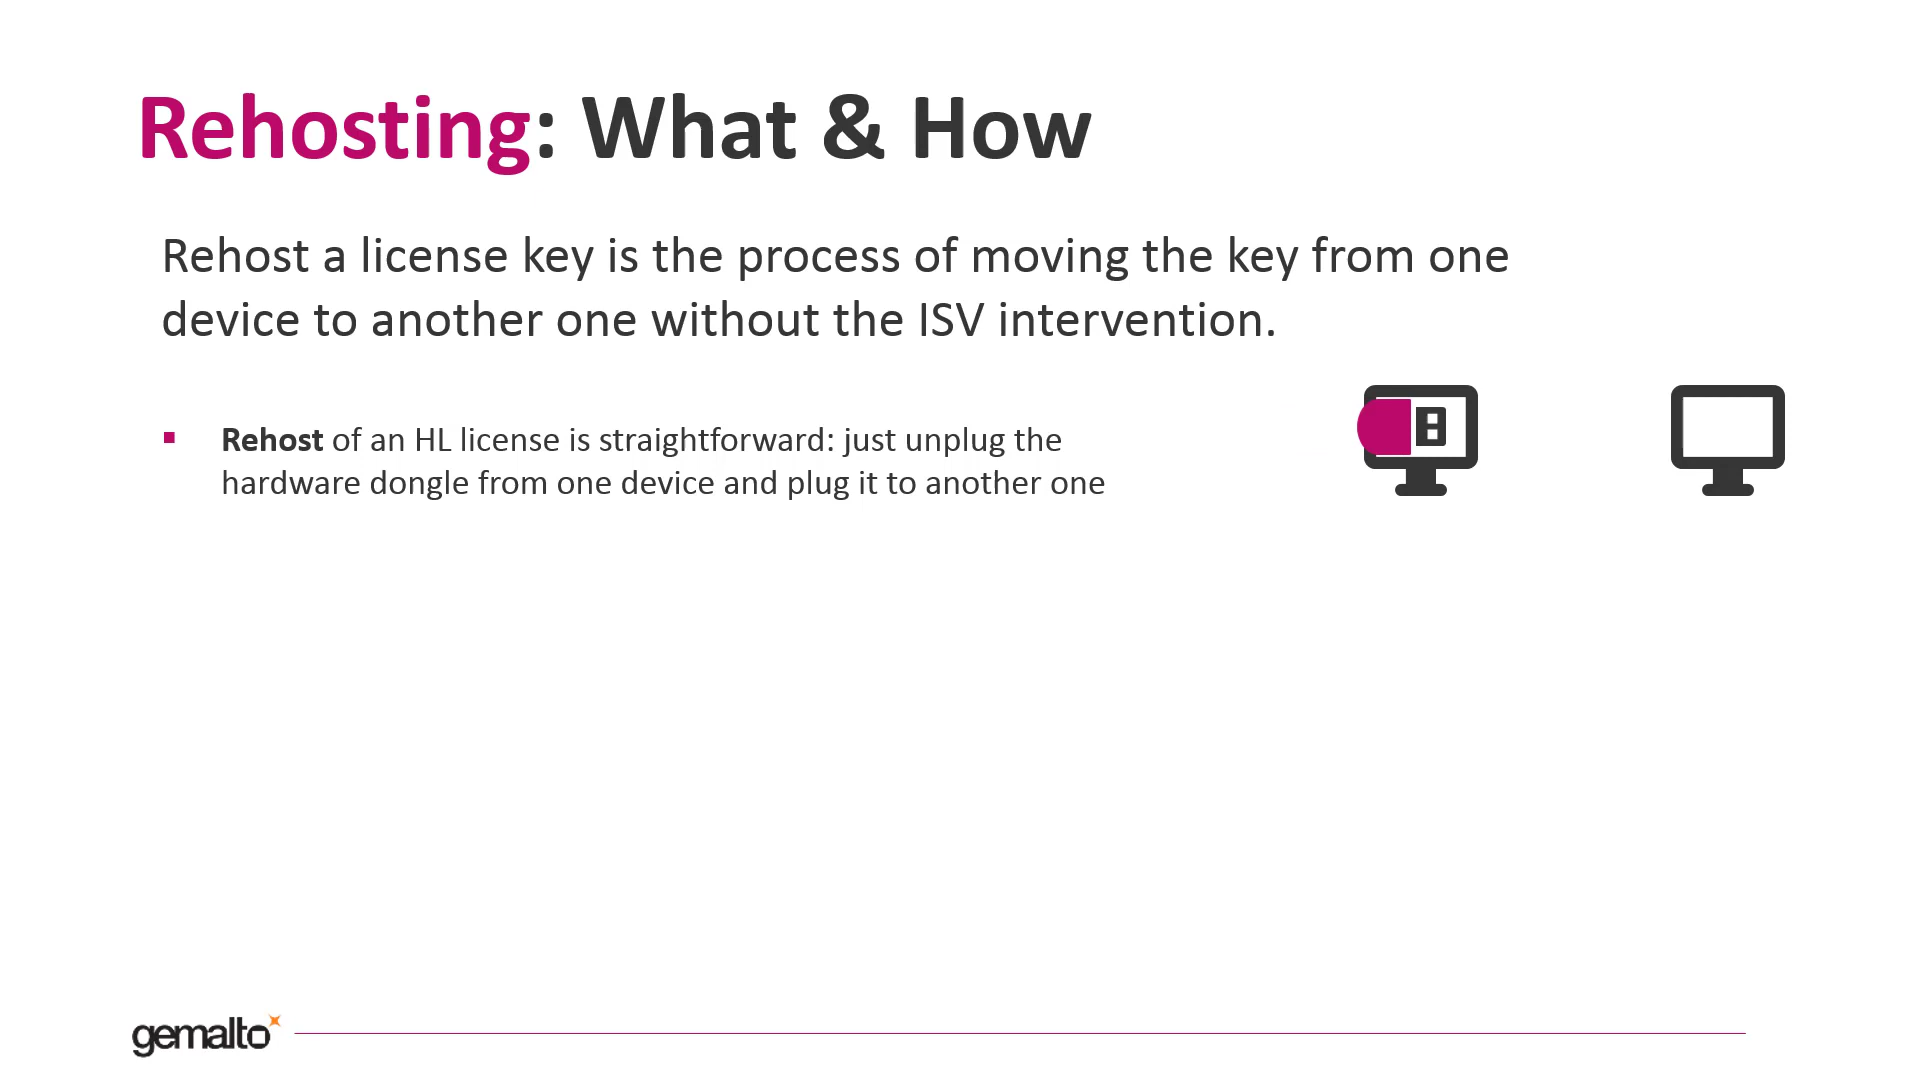 Rehosting: What & How
Rehost a license key is the process of moving the key from one
device to another one without the ISV intervention.
▪ Rehost of an HL license is straightforward: just unplug the
hardware dongle from one device and plug it to another one
gemalto